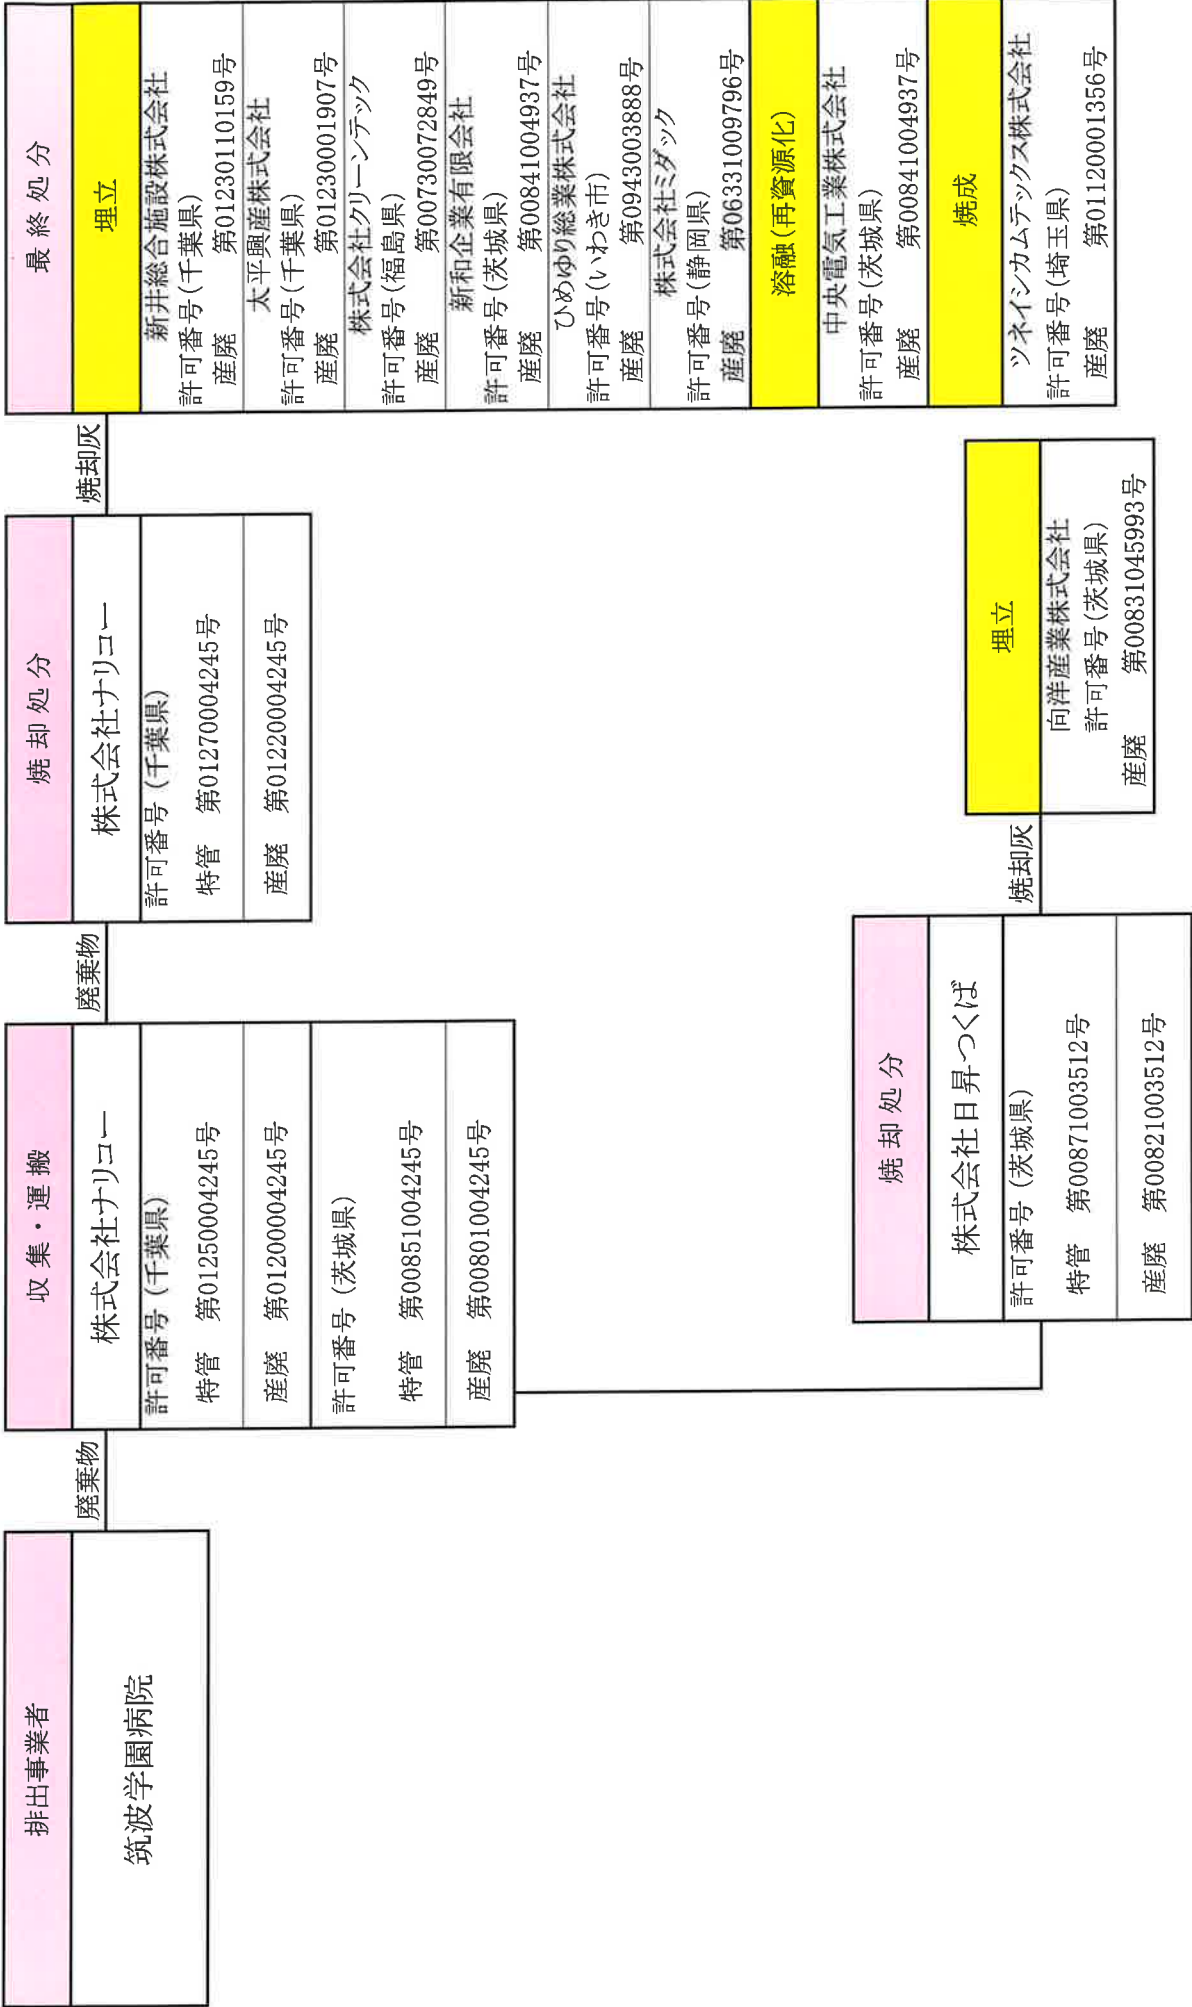 排出事業者
筑波学園病院
廃棄物
収集・運搬
株式会社ナリコー
許可番号（千葉県）
特管　第01250004245号
産廃　第01200004245号
許可番号（茨城県）
特管　第00851004245号
産廃　第00801004245号
廃棄物
焼却処分
株式会社ナリコー
許可番号（千葉県）
特管　第01270004245号
産廃　第01220004245号
焼却灰
最終処分
埋立
新井総合施設株式会社
許可番号（千葉県）
産廃　第01230110159号
太平興産株式会社
許可番号（千葉県）
産廃　第01230001907号
株式会社クリーンテック
許可番号（福島県）
産廃　第00730072849号
新和企業有限会社
許可番号（茨城県）
産廃　第00841004937号
ひめゆり総業株式会社
許可番号（いわき市）
産廃　第09430003888号
株式会社ミダック
許可番号（静岡県）
産廃　第06331009796号
溶融（再資源化）
中央電気工業株式会社
許可番号（茨城県）
産廃　第00841004937号
焼成
ツネイシカムテックス株式会社
許可番号（埼玉県）
産廃　第01120001356号
焼却処分
株式会社日昇つくば
許可番号（茨城県）
特管　第00871003512号
産廃　第00821003512号
焼却灰
埋立
向洋産業株式会社
許可番号（茨城県）
産廃　第00831045993号